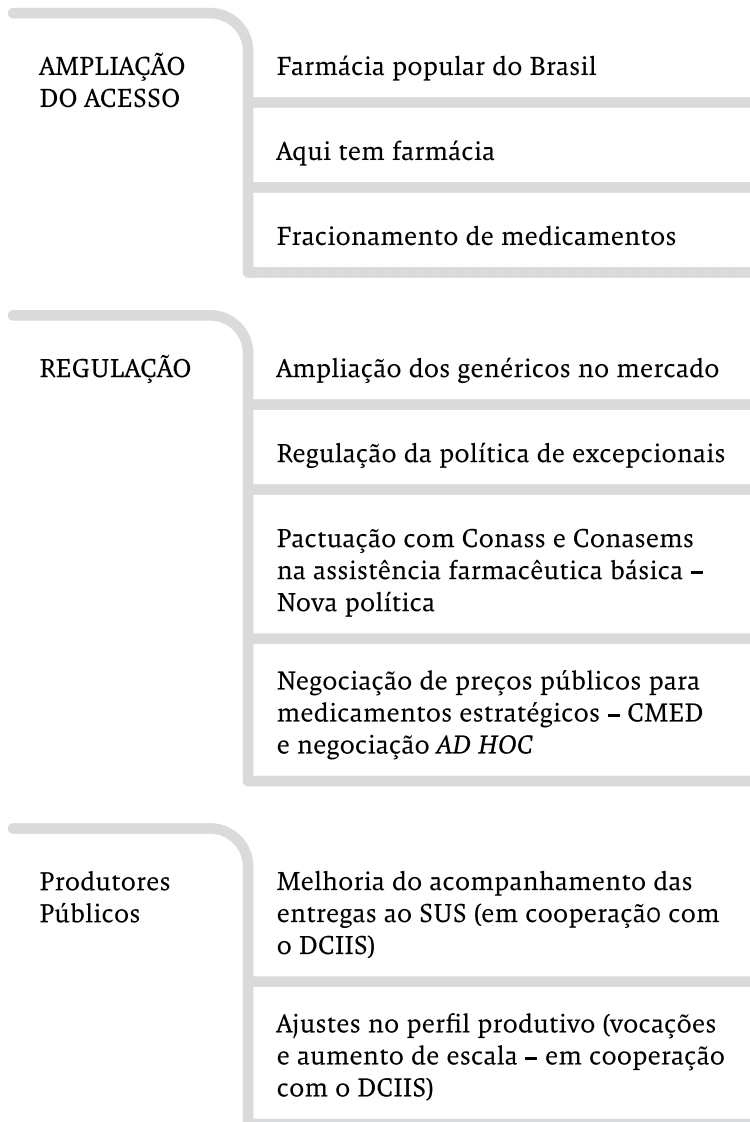 AMPLIAÇÃO
DO ACESSO
Farmácia popular do Brasil
Aqui tem farmácia
Fracionamento de medicamentos
REGULAÇÃO
Ampliação dos genéricos no mercado
Regulação da política de excepcionais
Pactuação com Conass e Conasems
na assistência farmacêutica básica –
Nova política
Negociação de preços públicos para
medicamentos estratégicos – CMED
e negociação AD HOC
Produtores
Públicos
Melhoria do acompanhamento das
entregas ao SUS (em cooperação com
o DCIIS)
Ajustes no perfil produtivo (vocações
e aumento de escala – em cooperação
com o DCIIS)